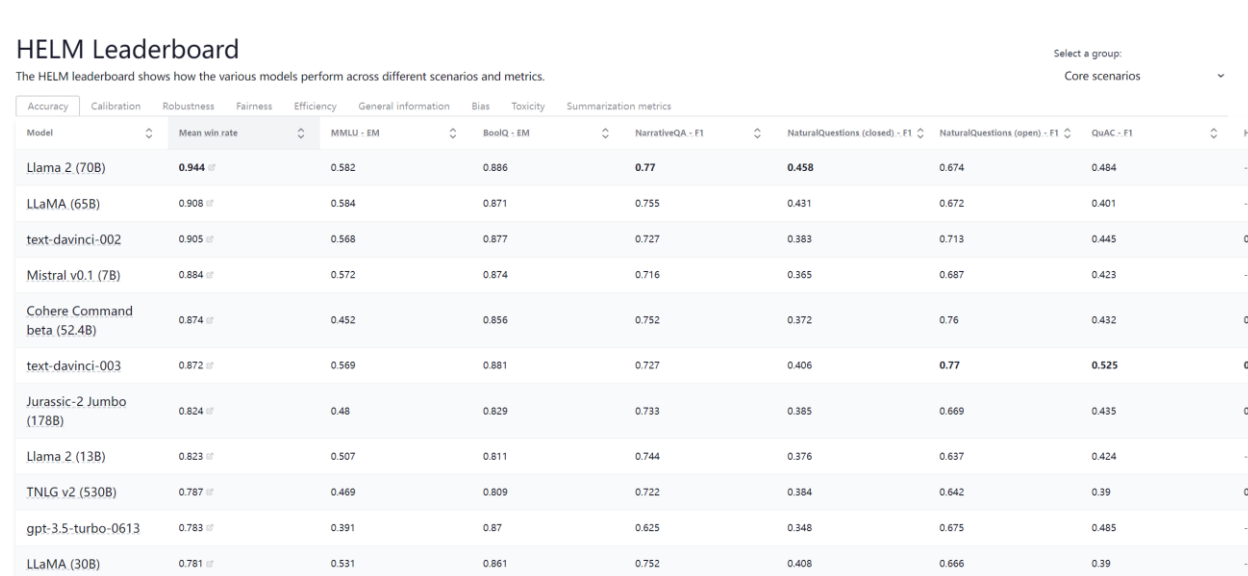 HELM Leaderboard
Select a group:
The HELM leaderboard shows how the various models perform across different scenarios and metrics.
Core scenarios
Accuracy Calibration Robustness Fairness Efficiency General information Bias Toxicity Summarization metrics
Model Mean win rate MMLU - EM BoolQ - EM NarrativeQA - F1 NaturalQuestions (closed) - F1 NaturalQuestions (open) - F1 QuAC - F1
Llama 2 (70B) 0.944 0.582 0.886 0.77 0.458 0.674 0.484 -
LLaMA (65B) 0.908 0.584 0.871 0.755 0.431 0.672 0.401 -
text-davinci-002 0.905 0.568 0.877 0.727 0.383 0.713 0.445
Mistral v0.1 (7B) 0.884 0.572 0.874 0.716 0.365 0.687 0.423 -
Cohere Command
beta (52.4B) 0.874 0.452 0.856 0.752 0.372 0.76 0.432
text-davinci-003 0.872 0.569 0.881 0.727 0.406 0.77 0.525
Jurassic-2 Jumbo
(178B) 0.824 0.48 0.829 0.733 0.385 0.669 0.435
Llama 2 (13B) 0.823 0.507 0.811 0.744 0.376 0.637 0.424 -
TNLG v2 (530B) 0.787 0.469 0.809 0.722 0.384 0.642 0.39
gpt-3.5-turbo-0613 0.783 0.391 0.87 0.625 0.348 0.675 0.485 -
LLaMA (30B) 0.781 0.531 0.861 0.752 0.408 0.666 0.39 -